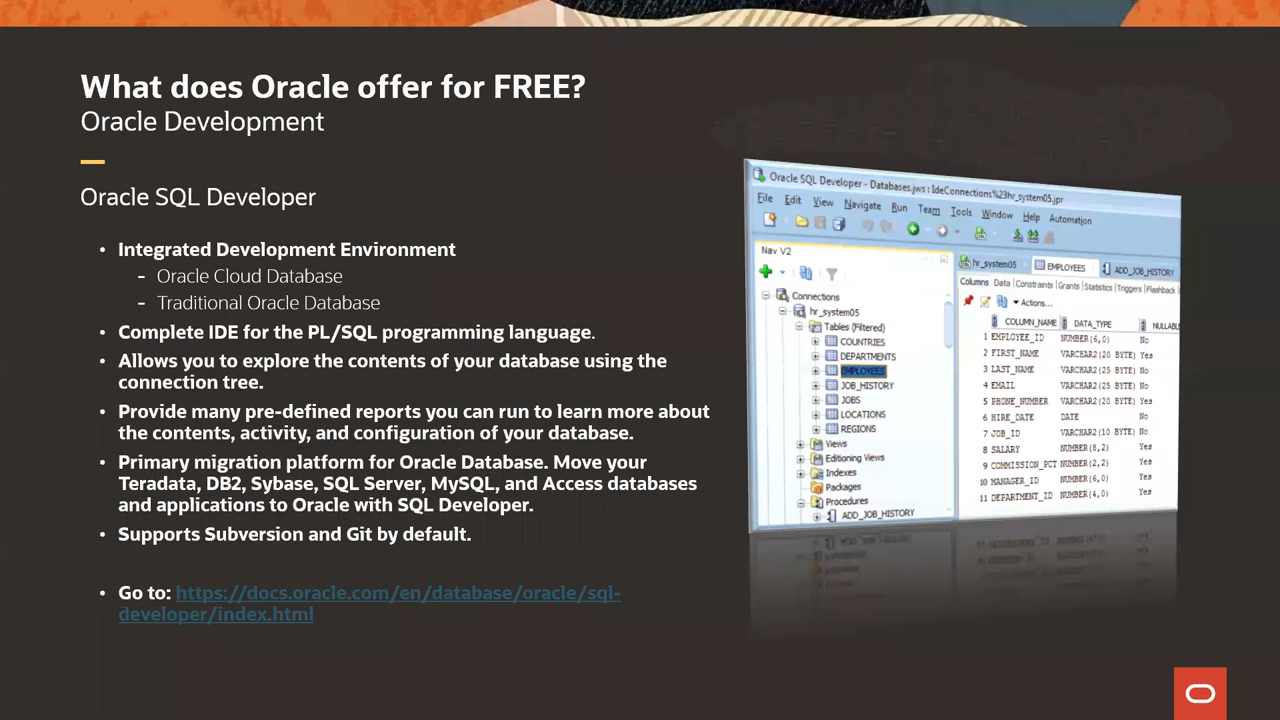 What does Oracle offer for FREE?
Oracle Development
Oracle SQL Developer
• Integrated Development Environment
- Oracle Cloud Database
- Traditional Oracle Database
• Complete IDE for the PL/SQL programming language.
• Allows you to explore the contents of your database using the
connection tree.
• Provide many pre-defined reports you can run to learn more about
the contents, activity, and configuration of your database.
• Primary migration platform for Oracle Database. Move your
Teradata, DB2, Sybase, SQL Server, MySQL, and Access databases
and applications to Oracle with SQL Developer.
• Supports Subversion and Git by default.
• Go to: https://docs.oracle.com/en/database/oracle/sql-
developer/index.html
Oracle SQL Developer - Databases.jws : IdeConnections%23hr_system05.jpr
File Edit View Navigate Run Team Tools Window Help Automation
Nav V2
Connections
hr_system05
Tables (Filtered)
COUNTRIES
DEPARTMENTS
EMPLOYEES
JOB_HISTORY
JOBS
LOCATIONS
REGIONS
Views
Editioning Views
Indexes
Packages
Procedures
ADD_JOB_HISTORY
hr_system05 EMPLOYEES ADD_JOB_HISTORY
Columns Data Constraints Grants Statistics Triggers Flashback
Actions...
COLUMN_NAME DATA_TYPE NULLABL
1 EMPLOYEE_ID NUMBER(6,0) No
2 FIRST_NAME VARCHAR2(20 BYTE) Yes
3 LAST_NAME VARCHAR2(25 BYTE) No
4 EMAIL VARCHAR2(25 BYTE) No
5 PHONE_NUMBER VARCHAR2(20 BYTE) Yes
6 HIRE_DATE DATE No
7 JOB_ID VARCHAR2(10 BYTE) No
8 SALARY NUMBER(8,2) Yes
9 COMMISSION_PCT NUMBER(2,2) Yes
10 MANAGER_ID NUMBER(6,0) Yes
11 DEPARTMENT_ID NUMBER(4,0) Yes